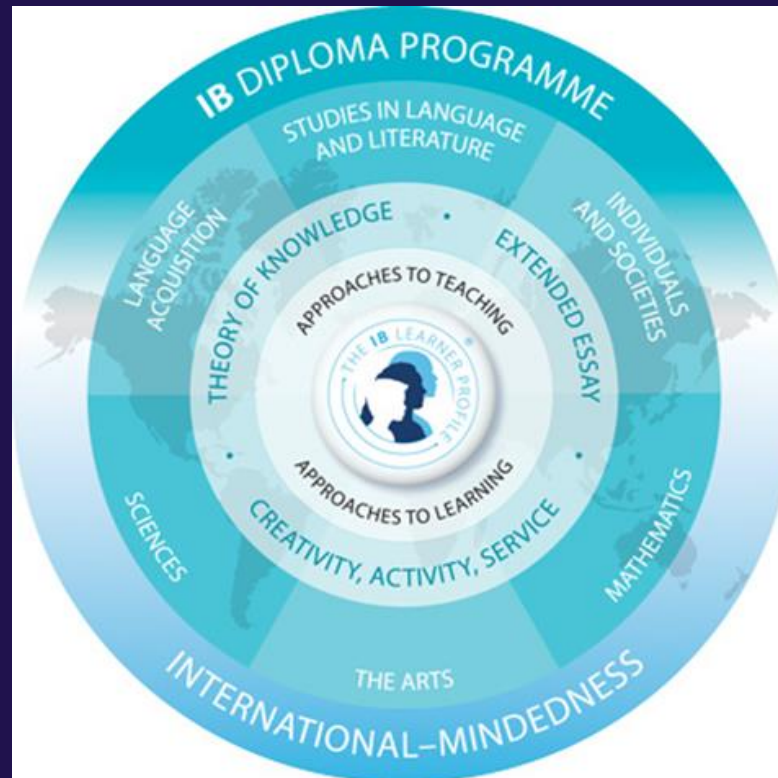 IB DIPLOMA PROGRAMME
STUDIES IN LANGUAGE
AND LITERATURE
LANGUAGE
ACQUISITION
INDIVIDUALS
AND SOCIETIES
THEORY OF KNOWLEDGE
EXTENDED ESSAY
APPROACHES TO TEACHING
THE IB LEARNER PROFILE ®
APPROACHES TO LEARNING
CREATIVITY, ACTIVITY, SERVICE
SCIENCES
MATHEMATICS
THE ARTS
INTERNATIONAL–MINDEDNESS